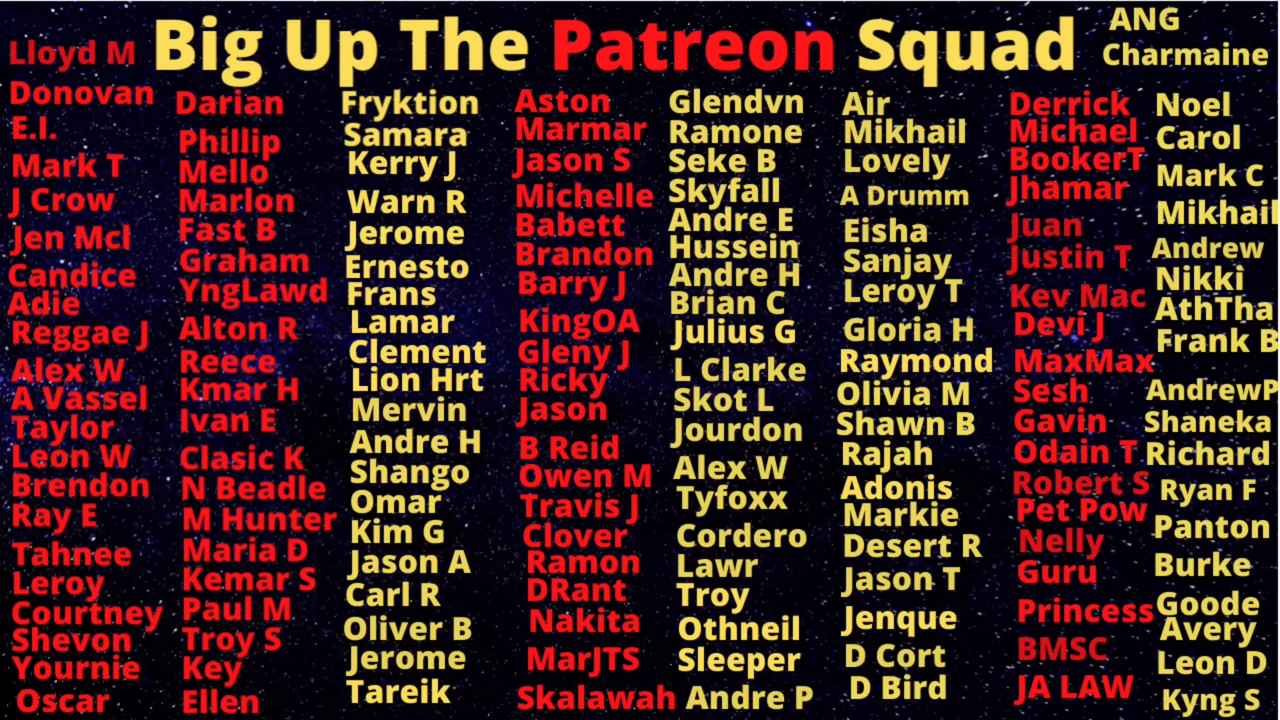 Big Up The Patreon Squad
Lloyd M
Donovan
E.I.
Mark T
J Crow
Jen Mcl
Candice
Adie
Reggae J
Alex W
A Vassel
Taylor
Leon W
Brendon
Ray E
Tahnee
Leroy
Courtney
Shevon
Yournie
Oscar
Darian
Phillip
Mello
Marlon
Fast B
Graham
YngLawd
Alton R
Reece
Kmar H
Ivan E
Clasic K
N Beadle
M Hunter
Maria D
Kemar S
Paul M
Troy S
Key
Ellen
Fryktion
Samara
Kerry J
Warn R
Jerome
Ernesto
Frans
Lamar
Clement
Lion Hrt
Mervin
Andre H
Shango
Omar
Kim G
Jason A
Carl R
Oliver B
Jerome
Tareik
Aston
Marmar
Jason S
Michelle
Babett
Brandon
Barry J
KingOA
Gleny J
Ricky
Jason
B Reid
Owen M
Travis J
Clover
Ramon
DRant
Nakita
MarJTS
Skalawah
Glendvn
Ramone
Seke B
Skyfall
Andre E
Hussein
Andre H
Brian C
Julius G
L Clarke
Skot L
Jourdon
Alex W
Tyfoxx
Cordero
Lawr
Troy
Othneil
Sleeper
Andre P
Air
Mikhail
Lovely
A Drumm
Eisha
Sanjay
Leroy T
Gloria H
Raymond
Olivia M
Shawn B
Rajah
Adonis
Markie
Desert R
Jason T
Jenque
D Cort
D Bird
Derrick
Michael
BookerT
Jhamar
Juan
Justin T
Kev Mac
Devi J
MaxMax
Sesh
Gavin
Odain T
Robert S
Pet Pow
Nelly
Guru
Princess
BMSC
JA LAW
ANG
Charmaine
Noel
Carol
Mark C
Mikhail
Andrew
Nikki
AthTha
Frank B
AndrewP
Shaneka
Richard
Ryan F
Panton
Burke
Goode
Avery
Leon D
Kyng S